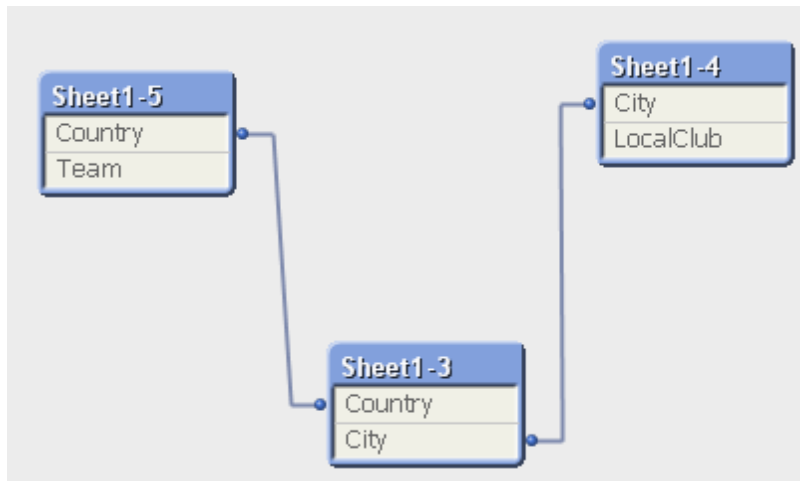 Sheet1-5
Country
Team
Sheet1-4
City
LocalClub
Sheet1-3
Country
City